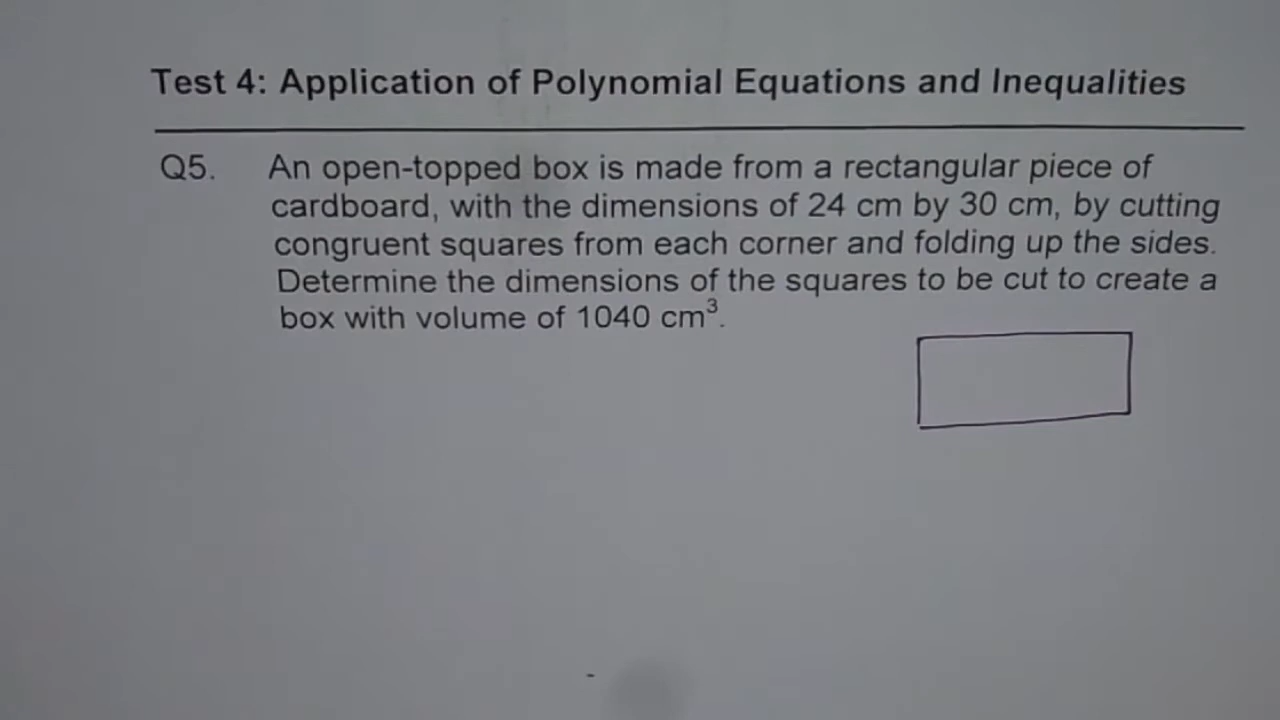 Test 4: Application of Polynomial Equations and Inequalities
Q5. An open-topped box is made from a rectangular piece of
cardboard, with the dimensions of 24 cm by 30 cm, by cutting
congruent squares from each corner and folding up the sides.
Determine the dimensions of the squares to be cut to create a
box with volume of 1040 cm³.